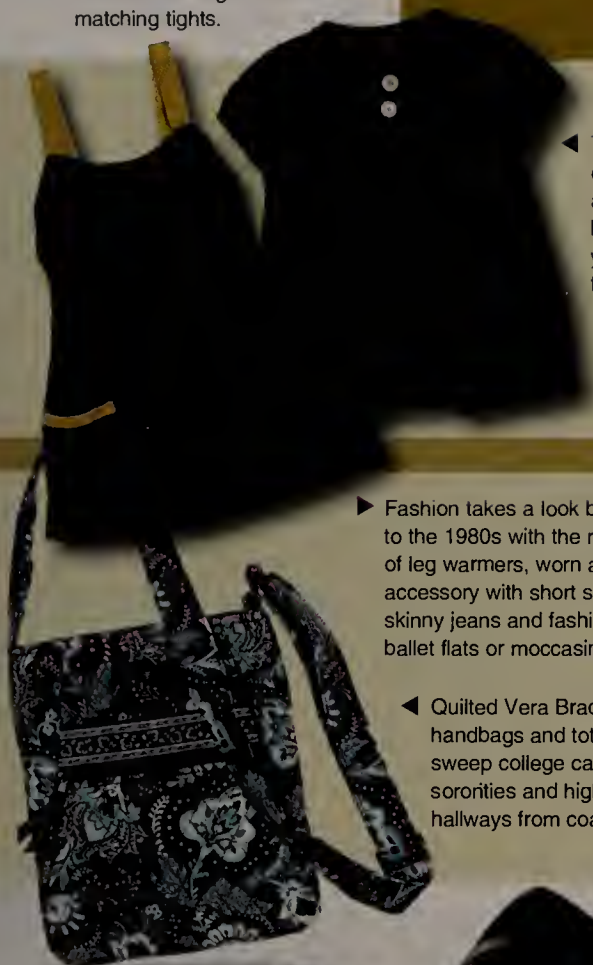 matching tights.
▶ Fashion takes a look b
to the 1980s with the r
of leg warmers, worn a
accessory with short s
skinny jeans and fashi
ballet flats or moccasin
◀ Quilted Vera Brad
handbags and tot
sweep college ca
sororities and hig
hallways from coa